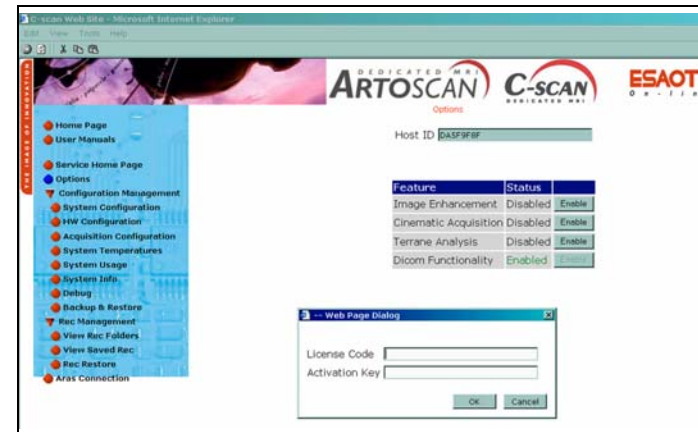 C-scan Web Site - Microsoft Internet Explorer
Edit View Tools Help
THE IMAGE OF INNOVATION
DEDICATED MRI
ARTOSCAN
C-SCAN
DEDICATED MRI
ESAOT
On-lin
Options
Home Page
User Manuals
Service Home Page
Options
Configuration Management
System Configuration
HW Configuration
Acquisition Configuration
System Temperatures
System Usage
System Info
Debug
Backup & Restore
Rec Management
View Rec Folders
View Saved Rec
Rec Restore
Aras Connection
Host ID
Feature Status
Image Enhancement Disabled Enable
Cinematic Acquisition Disabled Enable
Terrane Analysis Disabled Enable
Dicom Functionality Enabled Enable
-- Web Page Dialog
License Code
Activation Key
OK Cancel